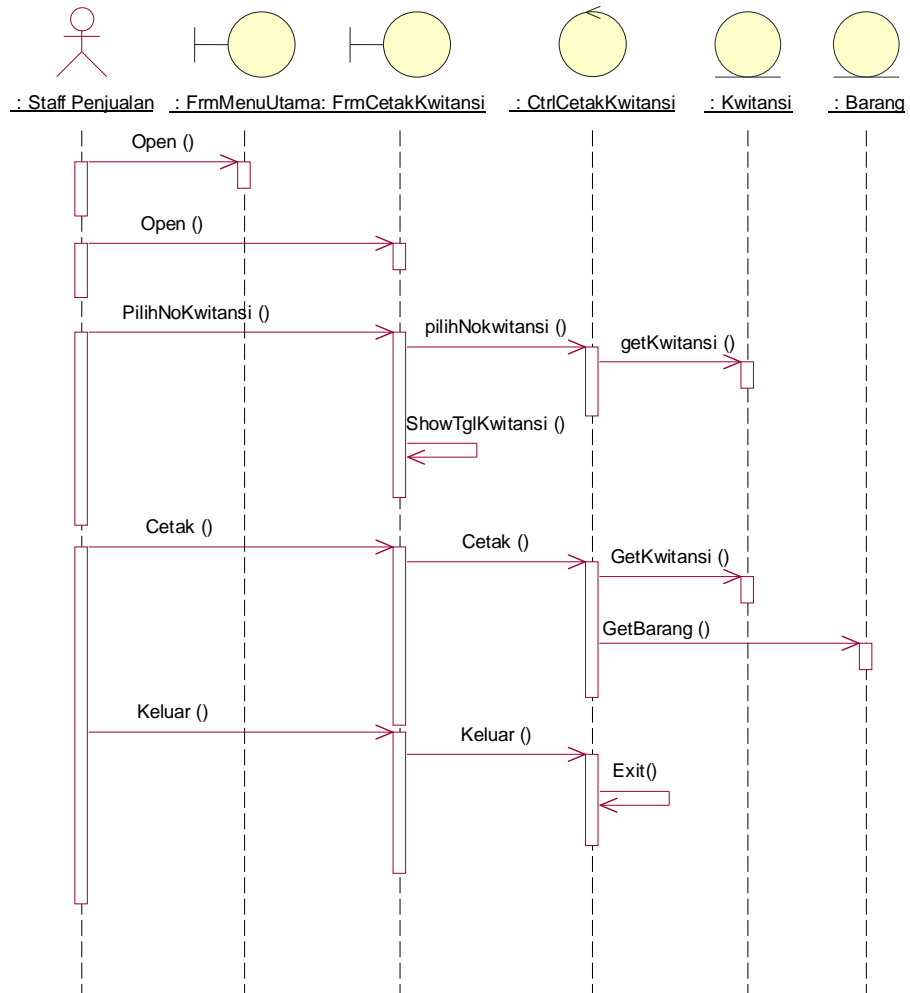 : Staff Penjualan : FrmMenuUtama : FrmCetakKwitansi : CtrlCetakKwitansi : Kwitansi : Barang
Open ()
Open ()
PilihNoKwitansi ()
pilihNokwitansi ()
getKwitansi ()
ShowTglKwitansi ()
Cetak ()
Cetak ()
GetKwitansi ()
GetBarang ()
Keluar ()
Keluar ()
Exit()